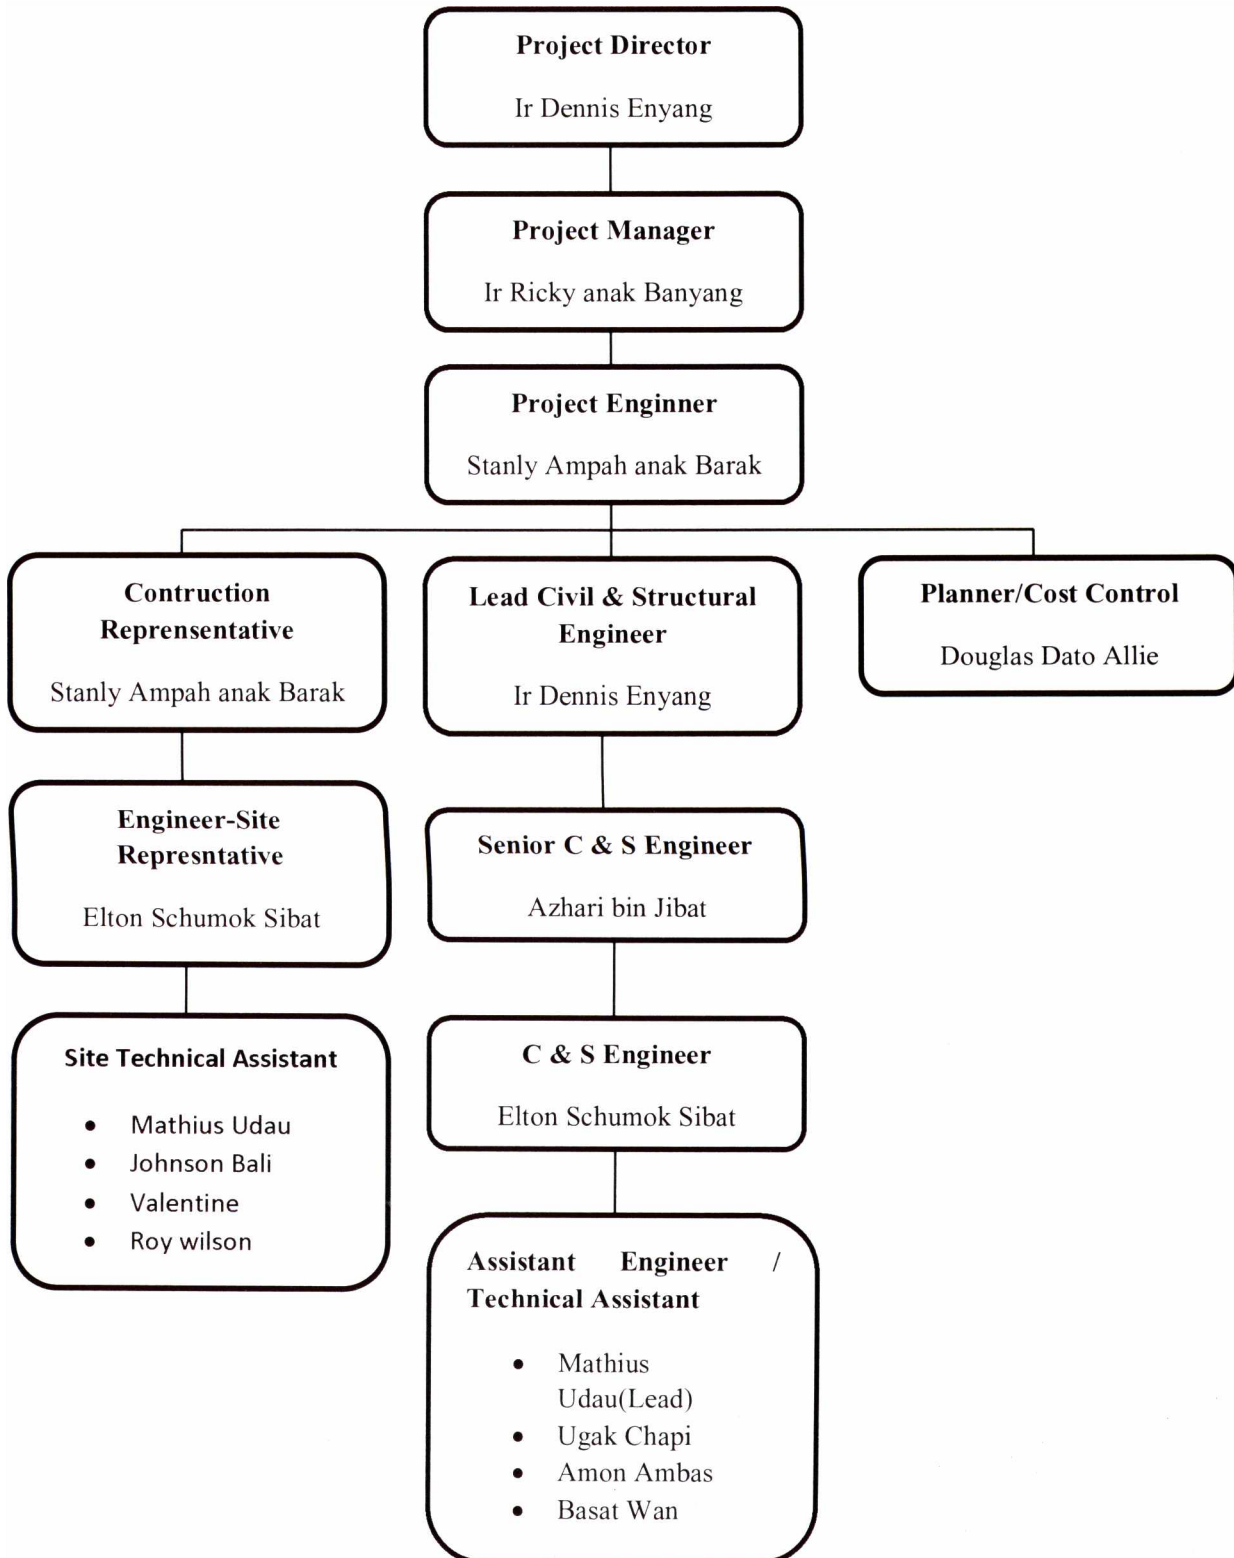 Project Director
Ir Dennis Enyang
Project Manager
Ir Ricky anak Banyang
Project Enginner
Stanly Ampah anak Barak
Contruction
Reprensentative
Stanly Ampah anak Barak
Lead Civil & Structural
Engineer
Ir Dennis Enyang
Planner/Cost Control
Douglas Dato Allie
Engineer-Site
Represntative
Elton Schumok Sibat
Senior C & S Engineer
Azhari bin Jibat
Site Technical Assistant
• Mathius Udau
• Johnson Bali
• Valentine
• Roy wilson
C & S Engineer
Elton Schumok Sibat
Assistant Engineer /
Technical Assistant
• Mathius
Udau(Lead)
• Ugak Chapi
• Amon Ambas
• Basat Wan